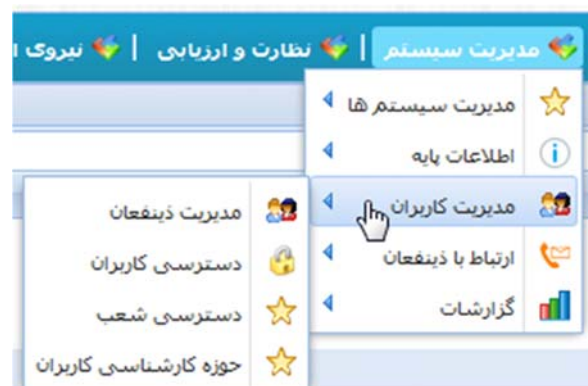 مدیریت سیستم | نظارت و ارزیابی | نیروی
مدیریت سیستم ها
اطلاعات پایه
مدیریت کاربران
ارتباط با ذینفعان
گزارشات
مدیریت ذینفعان
دسترسی کاربران
دسترسی شعب
حوزه کارشناسی کاربران